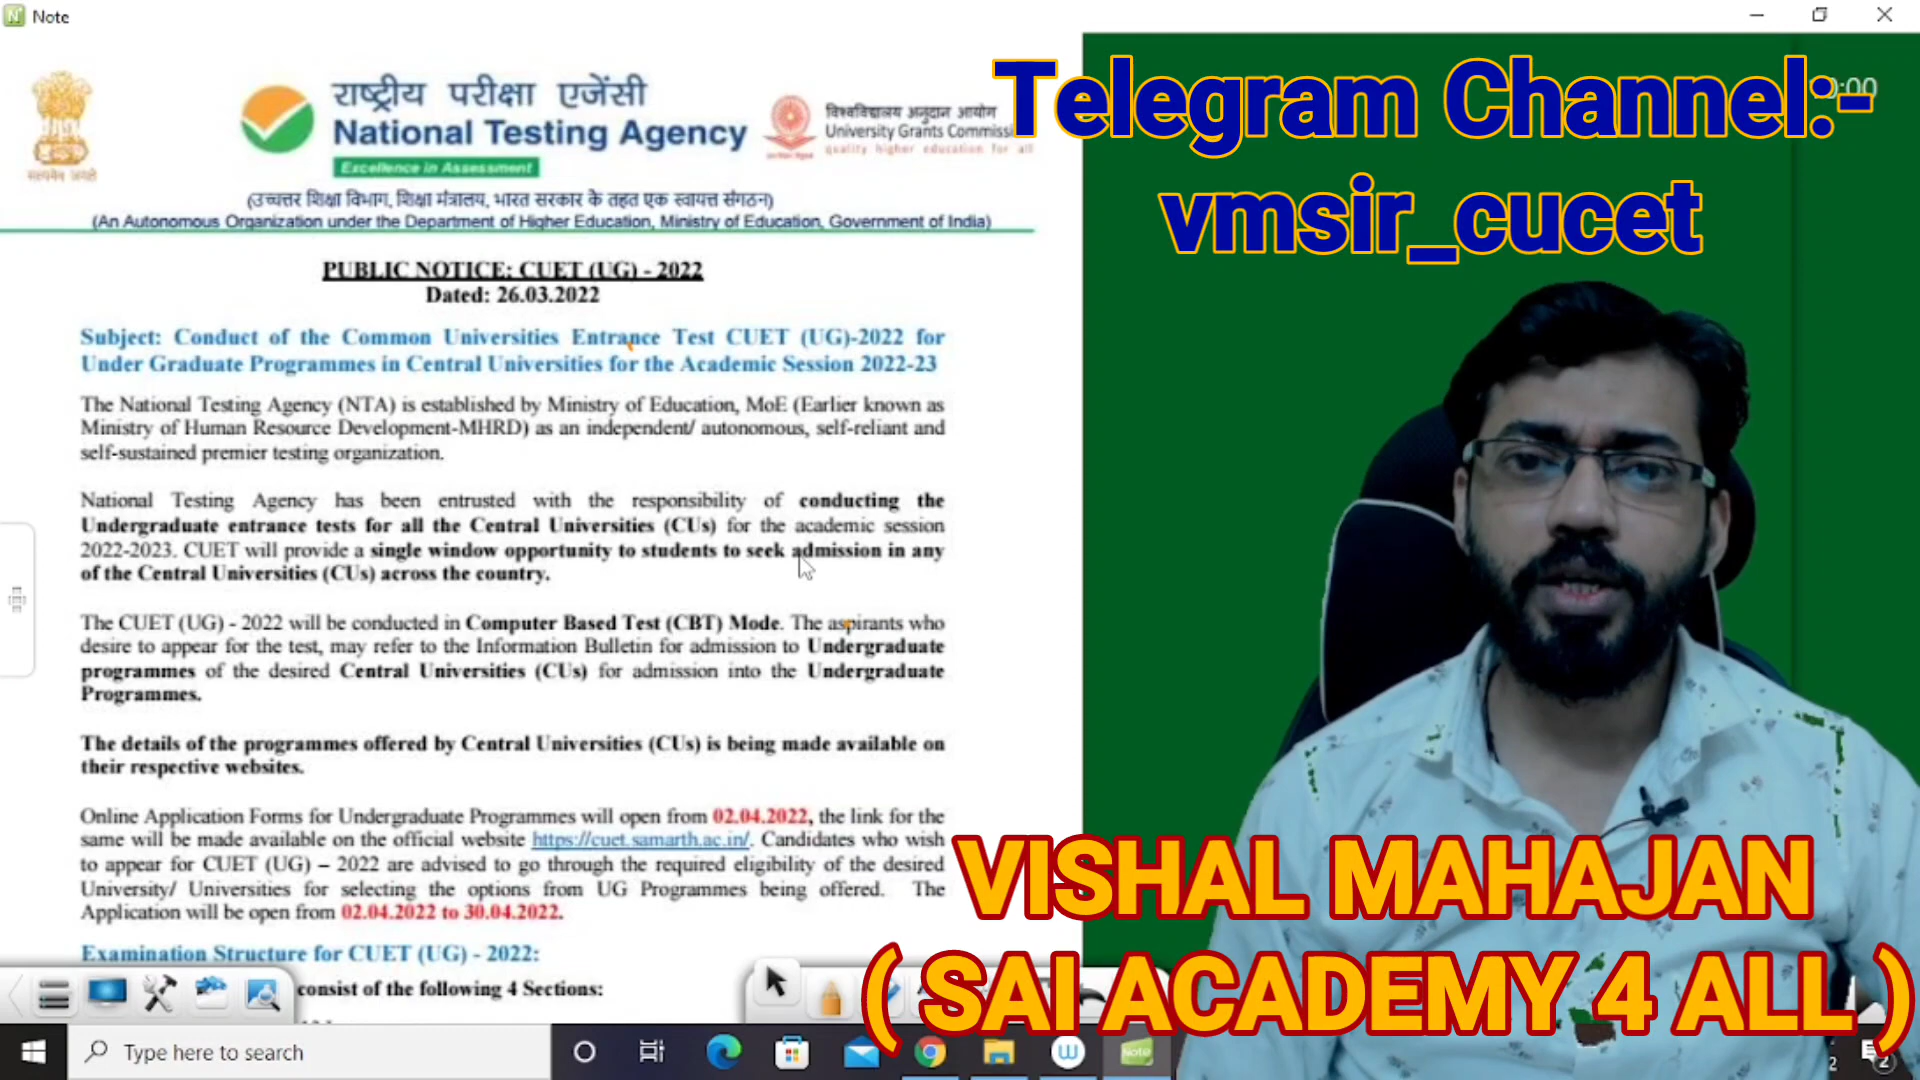 Note
राष्ट्रीय परीक्षा एजेंसी
National Testing Agency
Excellence in Assessment
सत्यमेव जयते
विश्वविद्यालय अनुदान आयोग
University Grants Commissi
quality higher education for all
(उच्चतर शिक्षा विभाग, शिक्षा मंत्रालय, भारत सरकार के तहत एक स्वायत्त संगठन)
(An Autonomous Organization under the Department of Higher Education, Ministry of Education, Government of India)
Telegram Channel:-
vmsir_cucet
PUBLIC NOTICE: CUET (UG) - 2022
Dated: 26.03.2022
Subject: Conduct of the Common Universities Entrance Test CUET (UG)-2022 for
Under Graduate Programmes in Central Universities for the Academic Session 2022-23
The National Testing Agency (NTA) is established by Ministry of Education, MoE (Earlier known as
Ministry of Human Resource Development-MHRD) as an independent/ autonomous, self-reliant and
self-sustained premier testing organization.
National Testing Agency has been entrusted with the responsibility of conducting the
Undergraduate entrance tests for all the Central Universities (CUs) for the academic session
2022-2023. CUET will provide a single window opportunity to students to seek admission in any
of the Central Universities (CUs) across the country.
The CUET (UG) - 2022 will be conducted in Computer Based Test (CBT) Mode. The aspirants who
desire to appear for the test, may refer to the Information Bulletin for admission to Undergraduate
programmes of the desired Central Universities (CUs) for admission into the Undergraduate
Programmes.
The details of the programmes offered by Central Universities (CUs) is being made available on
their respective websites.
Online Application Forms for Undergraduate Programmes will open from 02.04.2022, the link for the
same will be made available on the official website https://cuet.samarth.ac.in/. Candidates who wish
to appear for CUET (UG) – 2022 are advised to go through the required eligibility of the desired
University/ Universities for selecting the options from UG Programmes being offered. The
Application will be open from 02.04.2022 to 30.04.2022.
Examination Structure for CUET (UG) - 2022:
consist of the following 4 Sections:
VISHAL MAHAJAN
( SAI ACADEMY 4 ALL )
Type here to search
Note
2